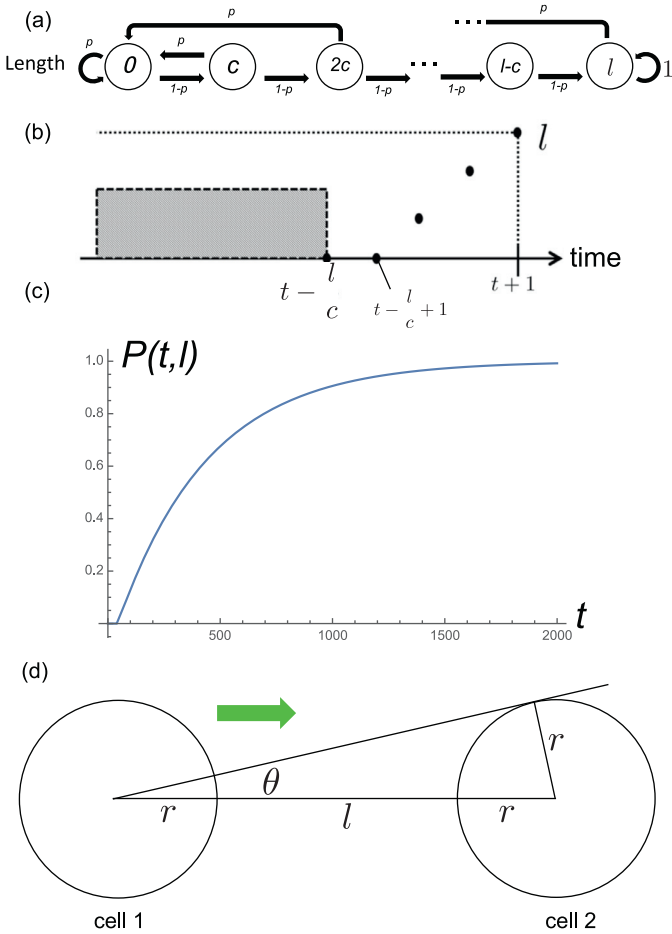 (a)
p
p p p
Length 0 c 2c ... l-c l 1
1-p 1-p 1-p 1-p 1-p
(b)
l
time
t − l/c
t − l/c + 1
t + 1
(c)
P(t,l)
1.0
0.8
0.6
0.4
0.2
500 1000 1500 2000
t
(d)
θ
r
r l r
cell 1 cell 2